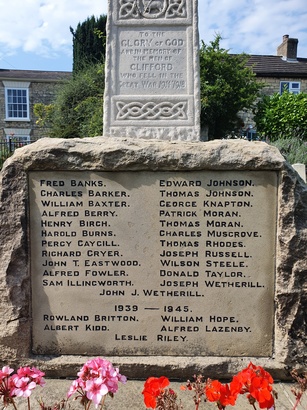 TO THE
GLORY OF GOD
AND IN MEMORY OF
THE MEN OF
CLIFFORD
WHO FELL IN THE
GREAT WAR 1914-1918
FRED BANKS.
CHARLES BARKER.
WILLIAM BAXTER.
ALFRED BERRY.
HENRY BIRCH.
HAROLD BURNS.
PERCY CAYGILL.
RICHARD CRYER.
JOHN T. EASTWOOD.
ALFRED FOWLER.
SAM ILLINGWORTH.
EDWARD JOHNSON.
THOMAS JOHNSON.
GEORGE KNAPTON.
PATRICK MORAN.
THOMAS MORAN.
CHARLES MUSGROVE.
THOMAS RHODES.
JOSEPH RUSSELL.
WILSON STEELE.
DONALD TAYLOR.
JOSEPH WETHERILL.
JOHN J. WETHERILL.
1939 — 1945.
ROWLAND BRITTON. WILLIAM HOPE.
ALBERT KIDD. ALFRED LAZENBY.
LESLIE RILEY.